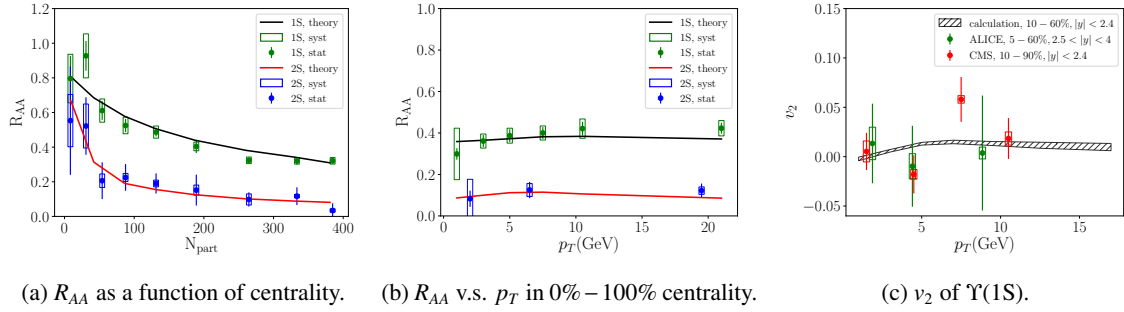 1.2
1.0
0.8
0.6
0.4
0.2
0.0
R_AA
0
100
200
300
400
N_part
1S, theory
1S, syst
1S, stat
2S, theory
2S, syst
2S, stat
1.0
0.8
0.6
0.4
0.2
0.0
R_AA
0
5
10
15
20
p_T(GeV)
1S, theory
1S, syst
1S, stat
2S, theory
2S, syst
2S, stat
0.15
0.10
0.05
0.00
−0.05
v_2
5
10
15
p_T(GeV)
calculation, 10 − 60%, |y| < 2.4
ALICE, 5 − 60%, 2.5 < |y| < 4
CMS, 10 − 90%, |y| < 2.4
(a) R_AA as a function of centrality.
(b) R_AA v.s. p_T in 0% – 100% centrality.
(c) v_2 of ϒ(1S).